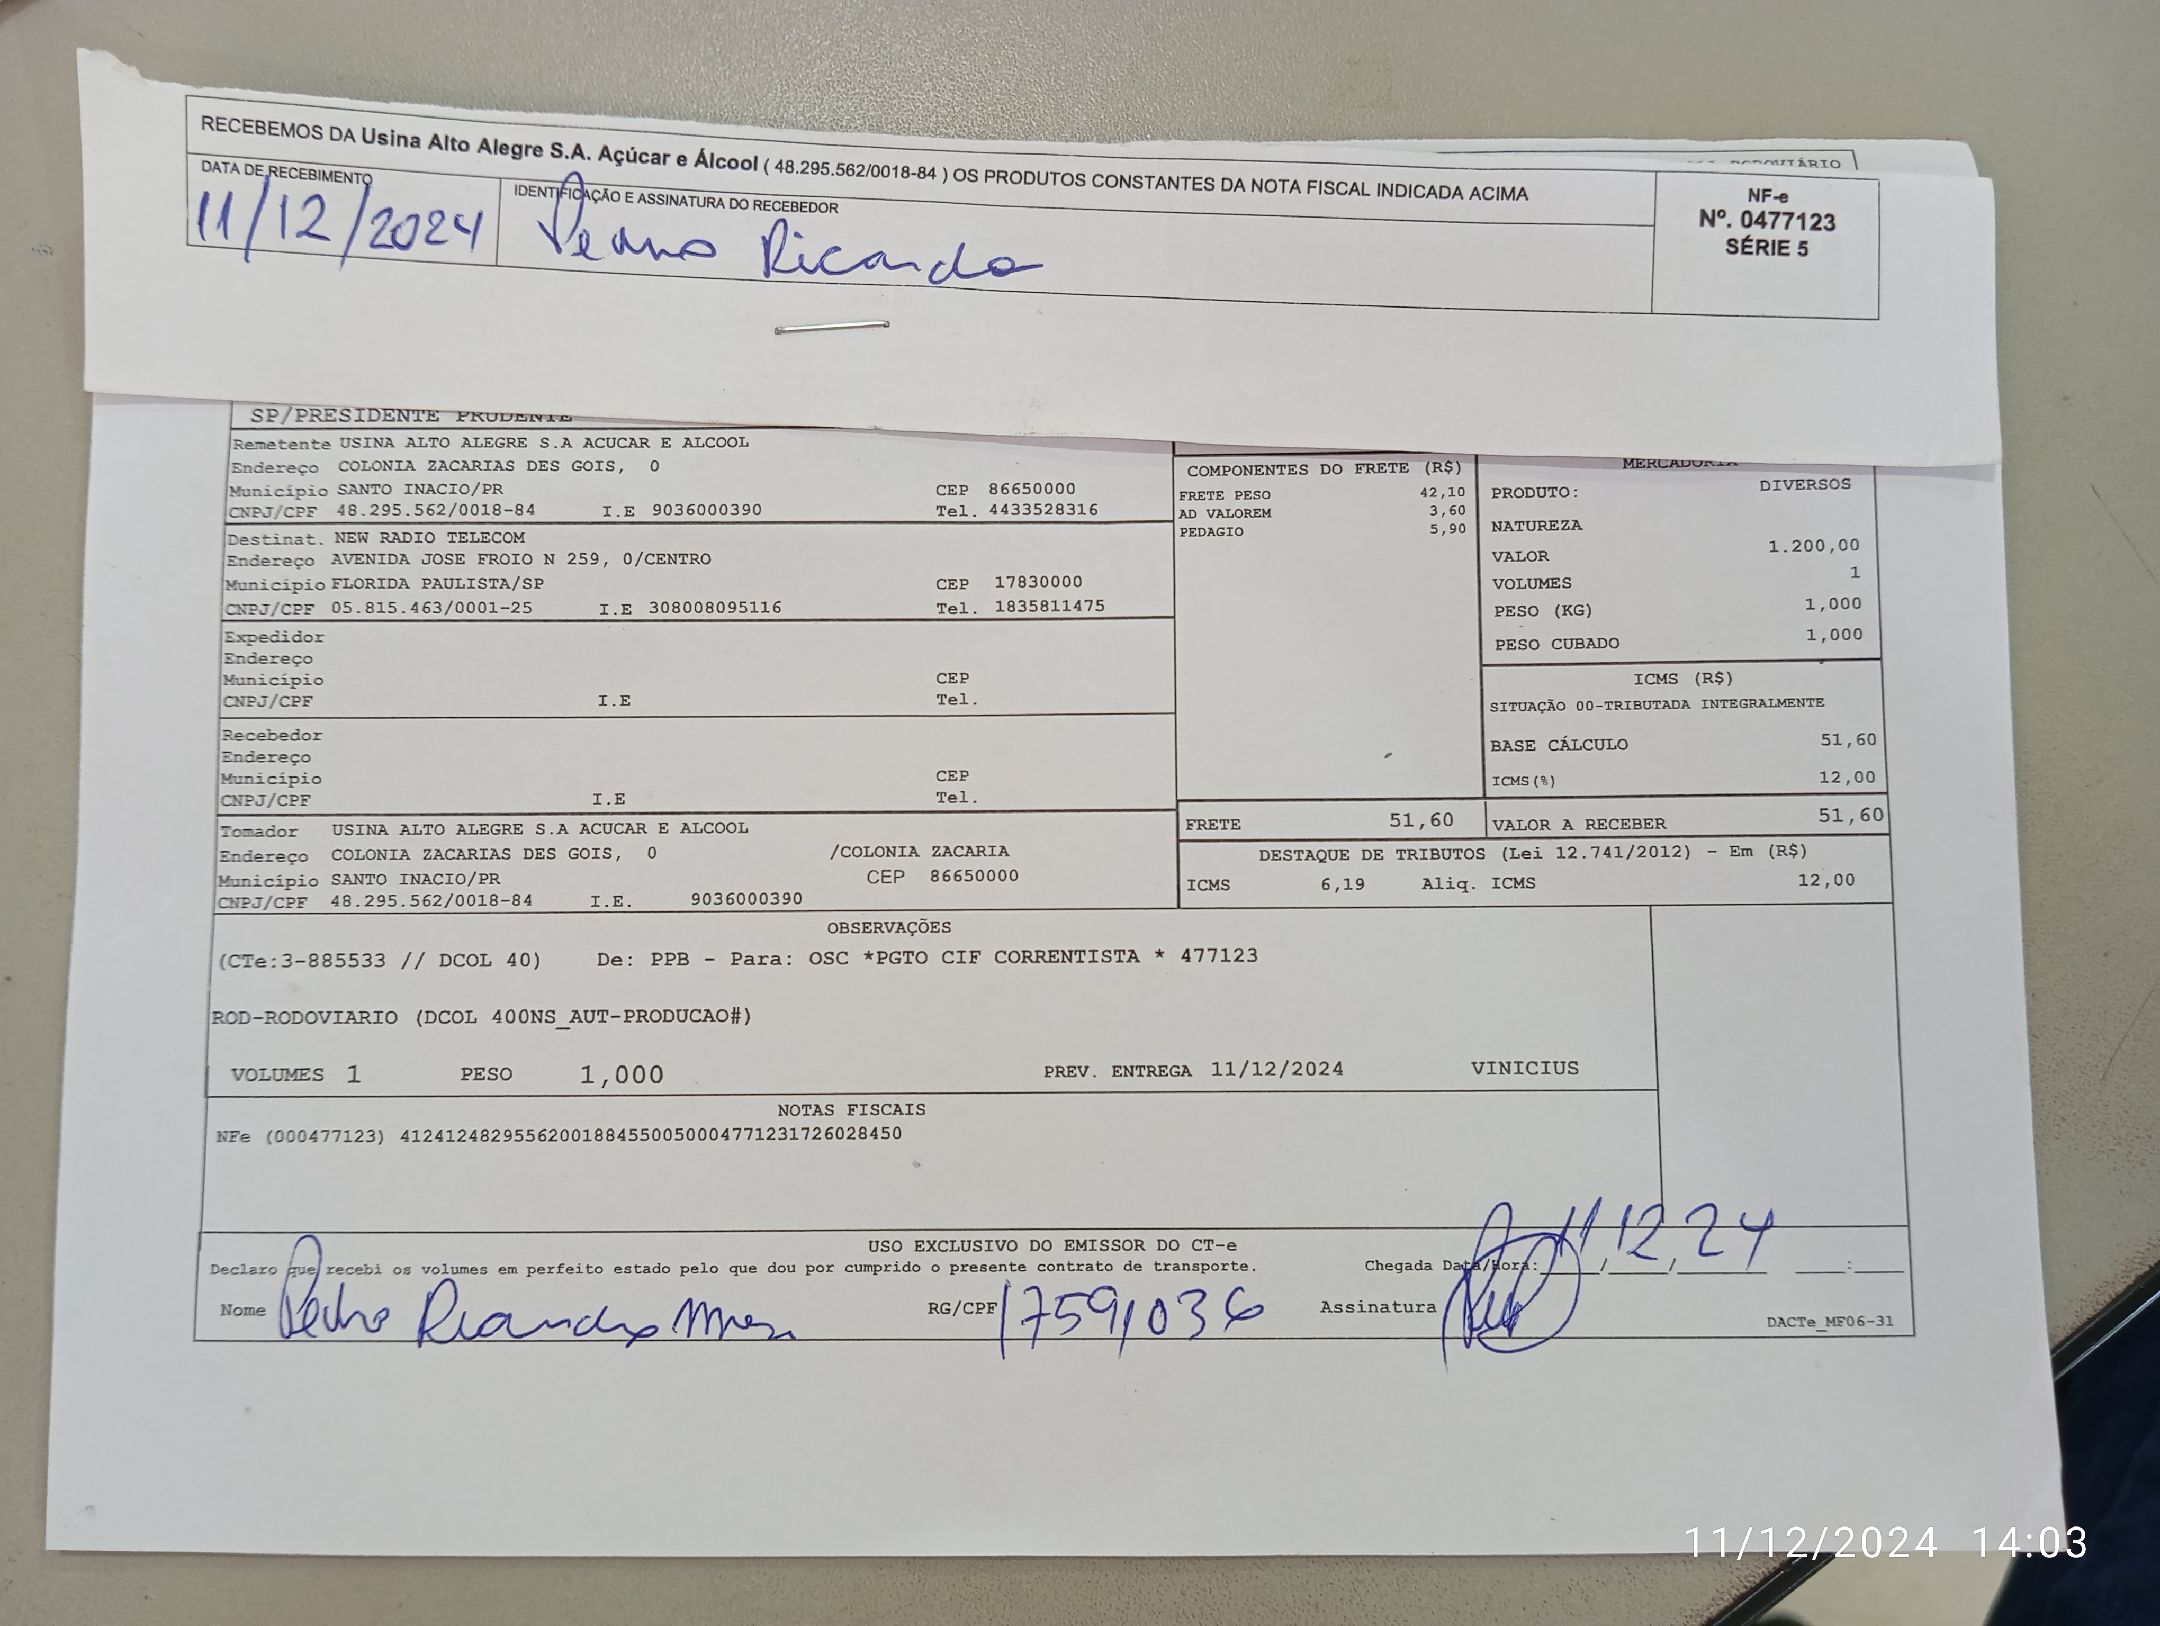 RODOVIÁRIO
RECEBEMOS DA Usina Alto Alegre S.A. Açúcar e Álcool ( 48.295.562/0018-84 ) OS PRODUTOS CONSTANTES DA NOTA FISCAL INDICADA ACIMA
DATA DE RECEBIMENTO
11/12/2024
IDENTIFICAÇÃO E ASSINATURA DO RECEBEDOR
Pedro Ricardo
NF-e
Nº. 0477123
SÉRIE 5
SP/PRESIDENTE PRUDENTE
Remetente USINA ALTO ALEGRE S.A ACUCAR E ALCOOL
Endereço COLONIA ZACARIAS DES GOIS, 0
Município SANTO INACIO/PR CEP 86650000
CNPJ/CPF 48.295.562/0018-84 I.E 9036000390 Tel. 4433528316
Destinat. NEW RADIO TELECOM
Endereço AVENIDA JOSE FROIO N 259, 0/CENTRO
Município FLORIDA PAULISTA/SP CEP 17830000
CNPJ/CPF 05.815.463/0001-25 I.E 308008095116 Tel. 1835811475
Expedidor
Endereço
Município CEP
CNPJ/CPF I.E Tel.
Recebedor
Endereço
Município CEP
CNPJ/CPF I.E Tel.
Tomador USINA ALTO ALEGRE S.A ACUCAR E ALCOOL
Endereço COLONIA ZACARIAS DES GOIS, 0 /COLONIA ZACARIA
Município SANTO INACIO/PR CEP 86650000
CNPJ/CPF 48.295.562/0018-84 I.E. 9036000390
COMPONENTES DO FRETE (R$)
FRETE PESO 42,10
AD VALOREM 3,60
PEDAGIO 5,90
MERCADORIA
PRODUTO: DIVERSOS
NATUREZA
VALOR 1.200,00
VOLUMES 1
PESO (KG) 1,000
PESO CUBADO 1,000
ICMS (R$)
SITUAÇÃO 00-TRIBUTADA INTEGRALMENTE
BASE CÁLCULO 51,60
ICMS(%) 12,00
FRETE 51,60 VALOR A RECEBER 51,60
DESTAQUE DE TRIBUTOS (Lei 12.741/2012) - Em (R$)
ICMS 6,19 Aliq. ICMS 12,00
OBSERVAÇÕES
(CTe:3-885533 // DCOL 40) De: PPB - Para: OSC *PGTO CIF CORRENTISTA * 477123
ROD-RODOVIARIO (DCOL 400NS_AUT-PRODUCAO#)
VOLUMES 1 PESO 1,000 PREV. ENTREGA 11/12/2024 VINICIUS
NOTAS FISCAIS
NFe (000477123) 41241248295562001884550050004771231726028450
USO EXCLUSIVO DO EMISSOR DO CT-e
Declaro que recebi os volumes em perfeito estado pelo que dou por cumprido o presente contrato de transporte. Chegada Data/Hora: 11/12/24 :
Nome Pedro Ricardo RG/CPF Assinatura
DACTe_MF06-31
11/12/2024 14:03